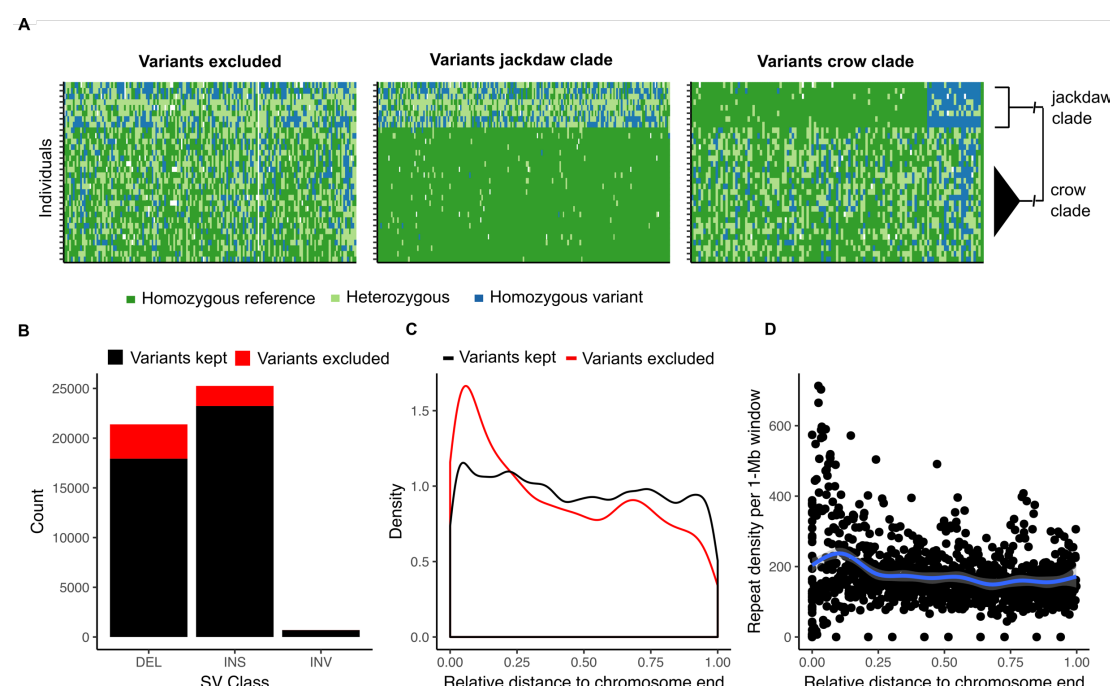 A
Variants excluded
Variants jackdaw clade
Variants crow clade
Individuals
jackdaw
clade
crow
clade
Homozygous reference
Heterozygous
Homozygous variant
B
Variants kept
Variants excluded
Count
25000
20000
15000
10000
5000
0
DEL
INS
INV
SV Class
C
Variants kept
Variants excluded
Density
1.5
1.0
0.5
0.0
0.00
0.25
0.50
0.75
1.00
Relative distance to chromosome end
D
Repeat density per 1-Mb window
600
400
200
0
0.00
0.25
0.50
0.75
1.00
Relative distance to chromosome end